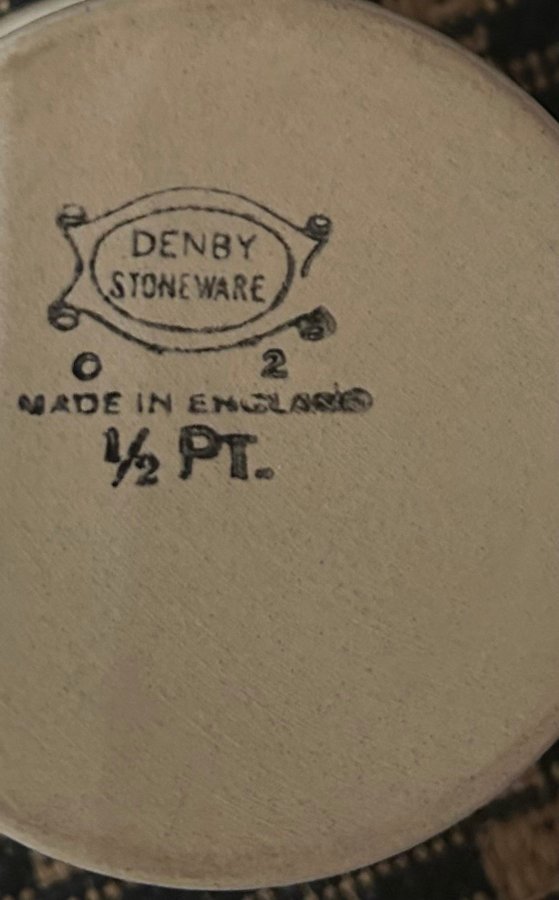 DENBY
STONEWARE
0 2
MADE IN ENGLAND
½ PT.